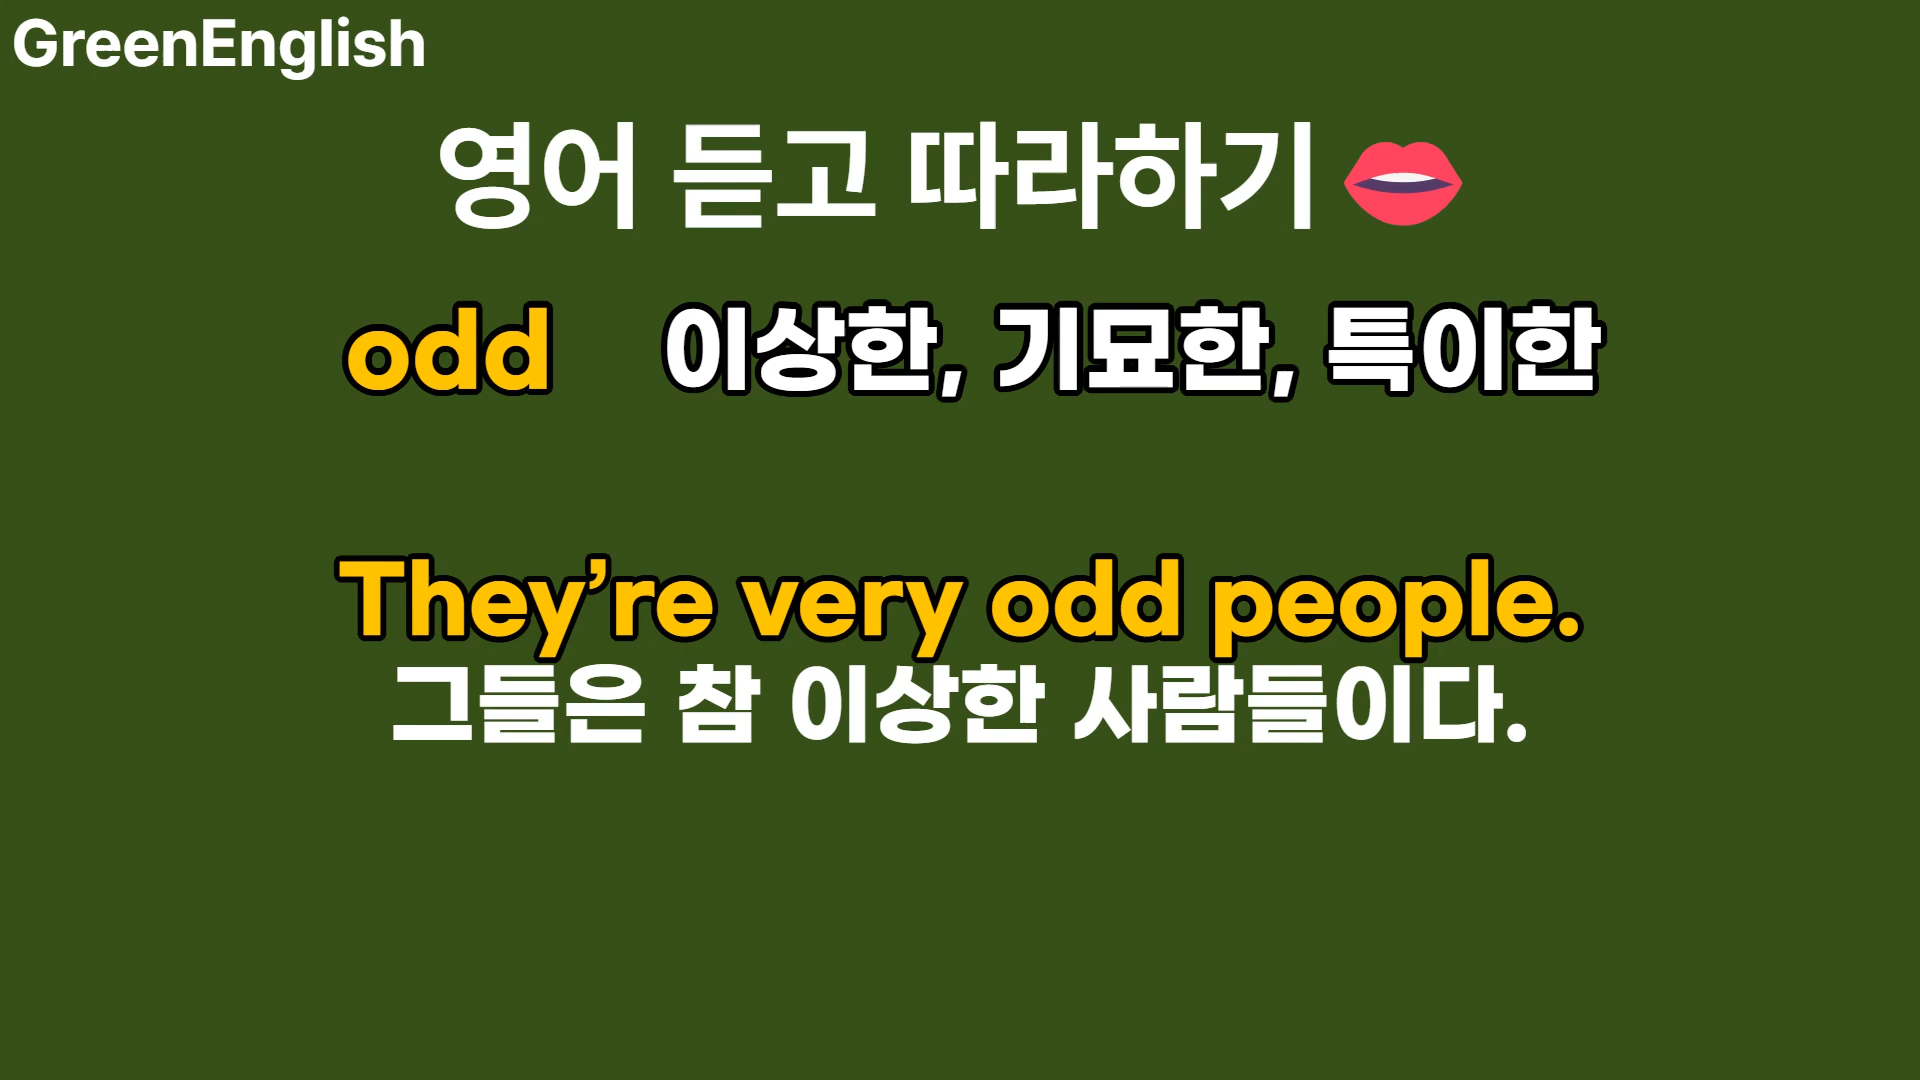 GreenEnglish
영어 듣고 따라하기
odd 이상한, 기묘한, 특이한
They’re very odd people.
그들은 참 이상한 사람들이다.